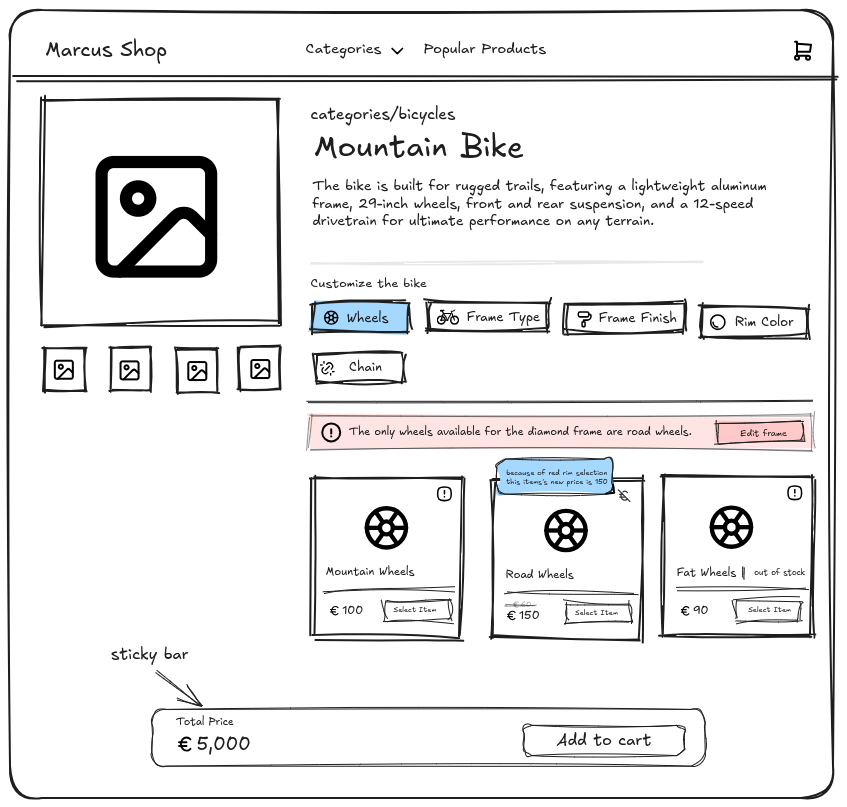 Marcus Shop
Categories
Popular Products
categories/bicycles
Mountain Bike
The bike is built for rugged trails, featuring a lightweight aluminum
frame, 29-inch wheels, front and rear suspension, and a 12-speed
drivetrain for ultimate performance on any terrain.
Customize the bike
Wheels
Frame Type
Frame Finish
Rim Color
Chain
The only wheels available for the diamond frame are road wheels.
Edit frame
because of red rim selection
this items's new price is 150
Mountain Wheels
€ 100
Select Item
Road Wheels
€ 150
Select Item
Fat Wheels
out of stock
€ 90
Select Item
sticky bar
Total Price
€ 5,000
Add to cart